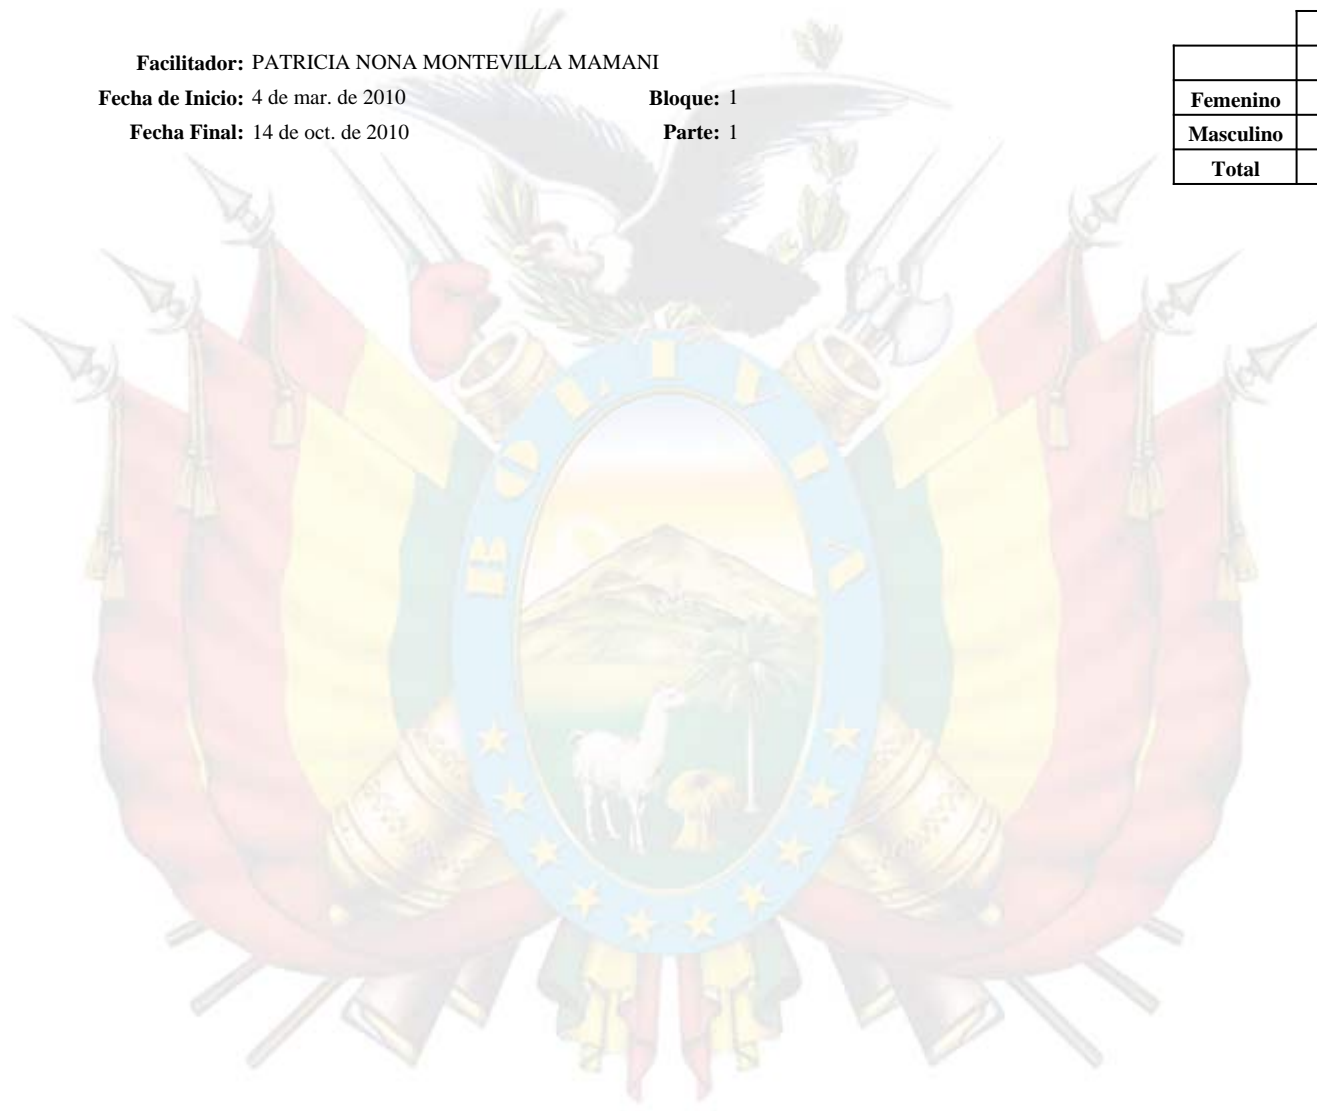 Facilitador: PATRICIA NONA MONTEVILLA MAMANI
Fecha de Inicio: 4 de mar. de 2010 Bloque: 1
Fecha Final: 14 de oct. de 2010 Parte: 1
Femenino
Masculino
Total
BOLIVIA